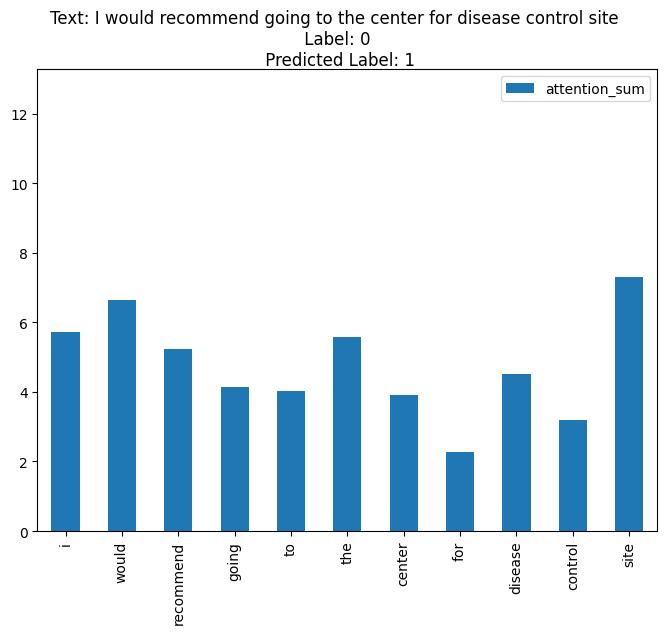 Text: I would recommend going to the center for disease control site
Label: 0
Predicted Label: 1
attention_sum
12
10
8
6
4
2
0
i
would
recommend
going
to
the
center
for
disease
control
site